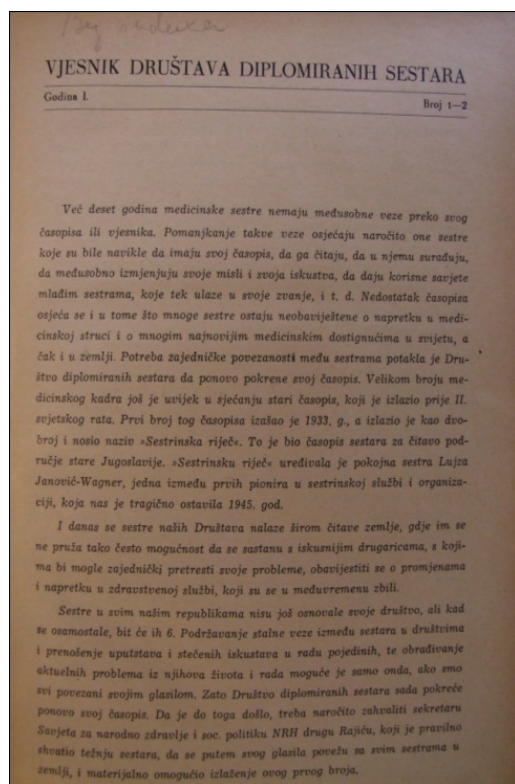 VJESNIK DRUŠTAVA DIPLOMIRANIH SESTARA
Godina I.
Broj 1—2
Već deset godina medicinske sestre nemaju međusobne veze preko svog
časopisa ili vjesnika. Pomanjkanje takve veze osjećaju naročito one sestre
koje su bile navikle da imaju svoj časopis, da ga čitaju, da u njemu surađuju,
da međusobno izmjenjuju svoje misli i svoja iskustva, da daju korisne savjete
mlađim sestrama, koje tek ulaze u svoje zvanje, i t. d. Nedostatak časopisa
osjeća se i u tome što mnoge sestre ostaju neobaviještene o napretku u medi-
cinskoj struci i o mnogim najnovijim medicinskim dostignućima u svijetu, a
čak i u zemlji. Potreba zajedničke povezanosti među sestrama potakla je Dru-
štvo diplomiranih sestara da ponovo pokrene svoj časopis. Velikom broju me-
dicinskog kadra još je uvijek u sjećanju stari časopis, koji je izlazio prije II.
svjetskog rata. Prvi broj tog časopisa izašao je 1933. g., a izlazio je kao dvo-
broj i nosio naziv »Sestrinska riječ«. To je bio časopis sestara za čitavo pod-
ručje stare Jugoslavije. »Sestrinsku riječ« uređivala je pokojna sestra Lujza
Janović-Wagner, jedna između prvih pionira u sestrinskoj službi i organiza-
ciji, koja nas je tragično ostavila 1945. god.
I danas se sestre naših Društava nalaze širom čitave zemlje, gdje im se
ne pruža tako često mogućnost da se sastanu s iskusnijim drugaricama, s koji-
ma bi mogle zajednički pretresti svoje probleme, obavijestiti se o promjenama
i napretku u zdravstvenoj službi, koji su se u međuvremenu zbili.
Sestre u svim našim republikama nisu još osnovale svoje društvo, ali kad
se osamostale, bit će ih 6. Podržavanje stalne veze između sestara u društvima
i prenošenje uputstava i stečenih iskustava u radu pojedinih, te obrađivanje
aktuelnih problema iz njihova života i rada moguće je samo onda, ako smo
svi povezani svojim glasilom. Zato Društvo diplomiranih sestara sada pokreće
ponovo svoj časopis. Da je do toga došlo, treba naročito zahvaliti sekretaru
Savjeta za narodno zdravlje i soc. politiku NRH drugu Rajiću, koji je pravilno
shvatio težnju sestara, da se putem svog glasila povežu sa svim sestrama u
zemlji, i materijalno omogućio izlaženje ovog prvog broja.